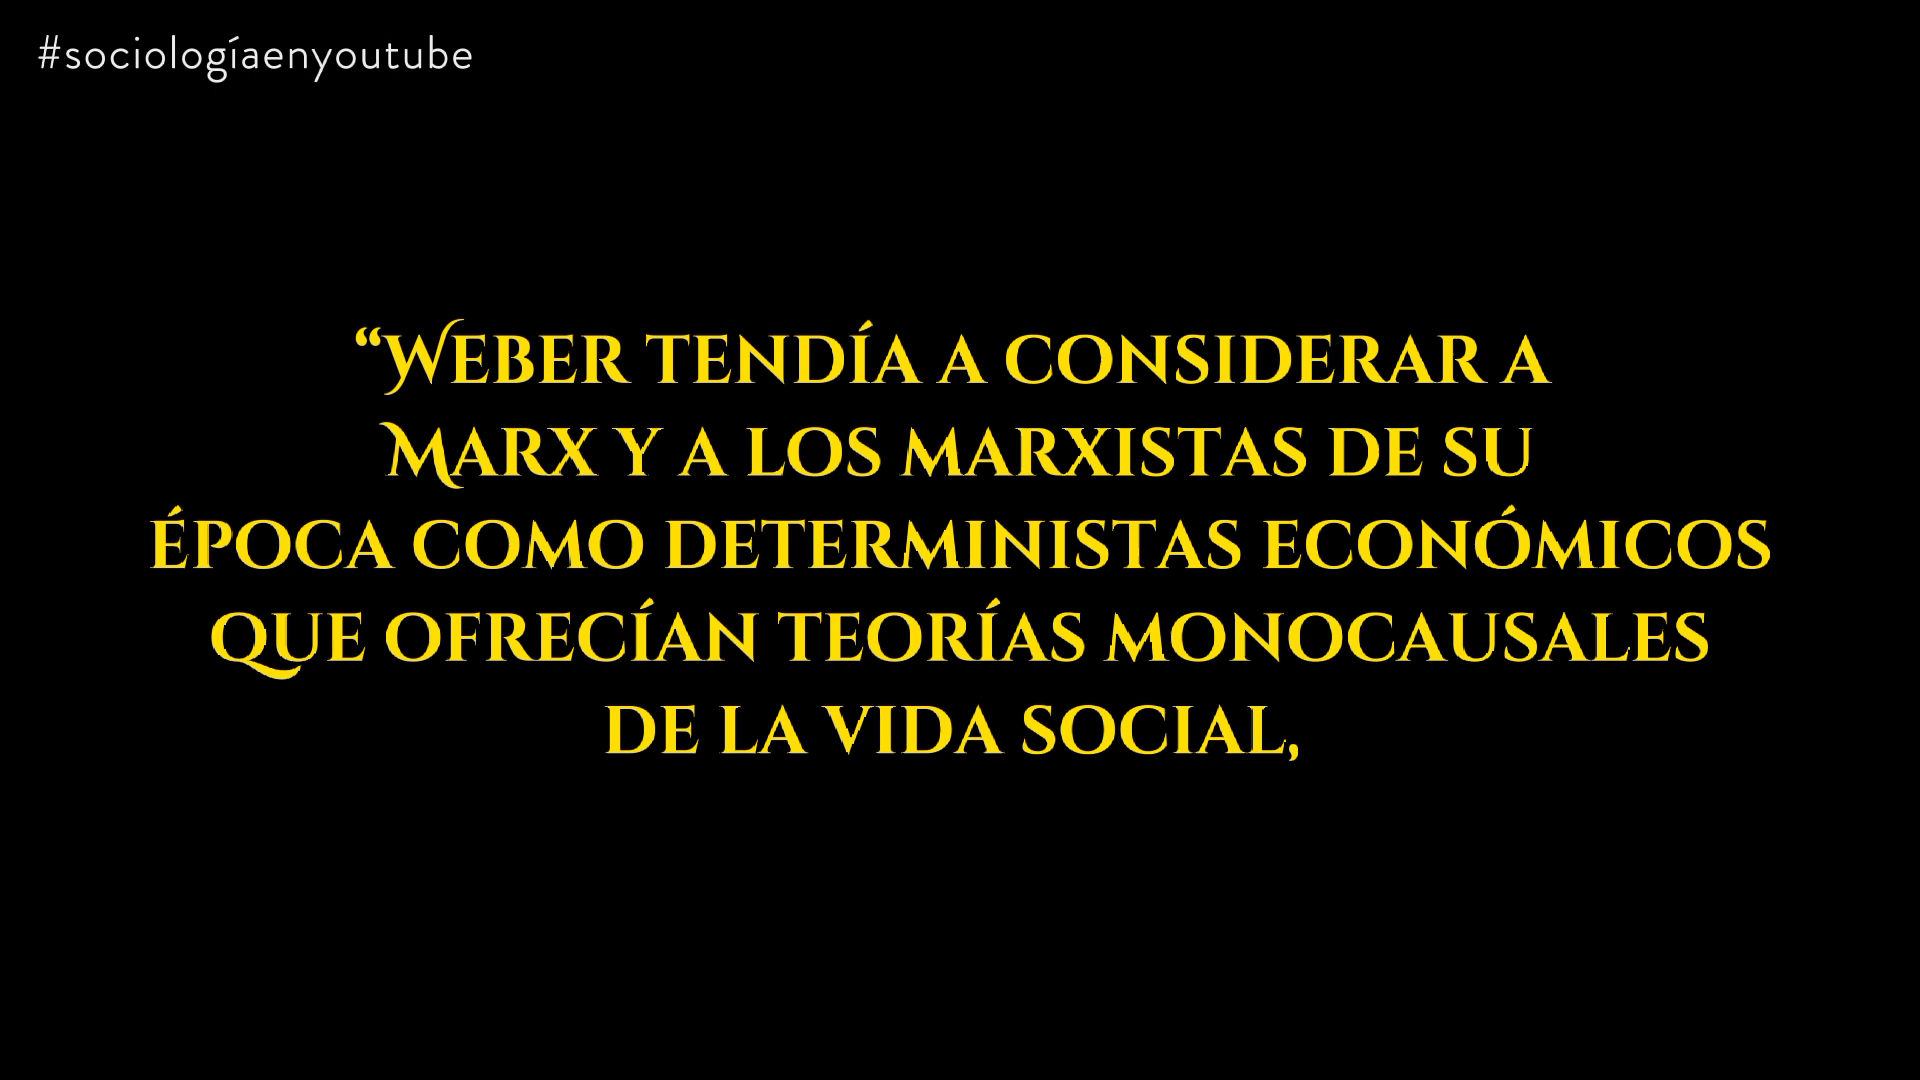 #sociologíaenyoutube
“Weber tendía a considerar a
Marx y a los marxistas de su
época como deterministas económicos
que ofrecían teorías monocausales
de la vida social,